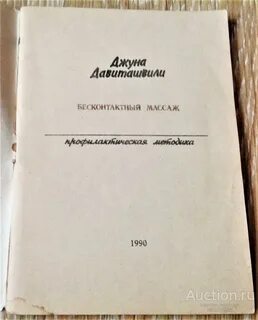 Джуна
Давиташвили
БЕСКОНТАКТНЫЙ МАССАЖ
профилактическая методика
1990
Auction.ru